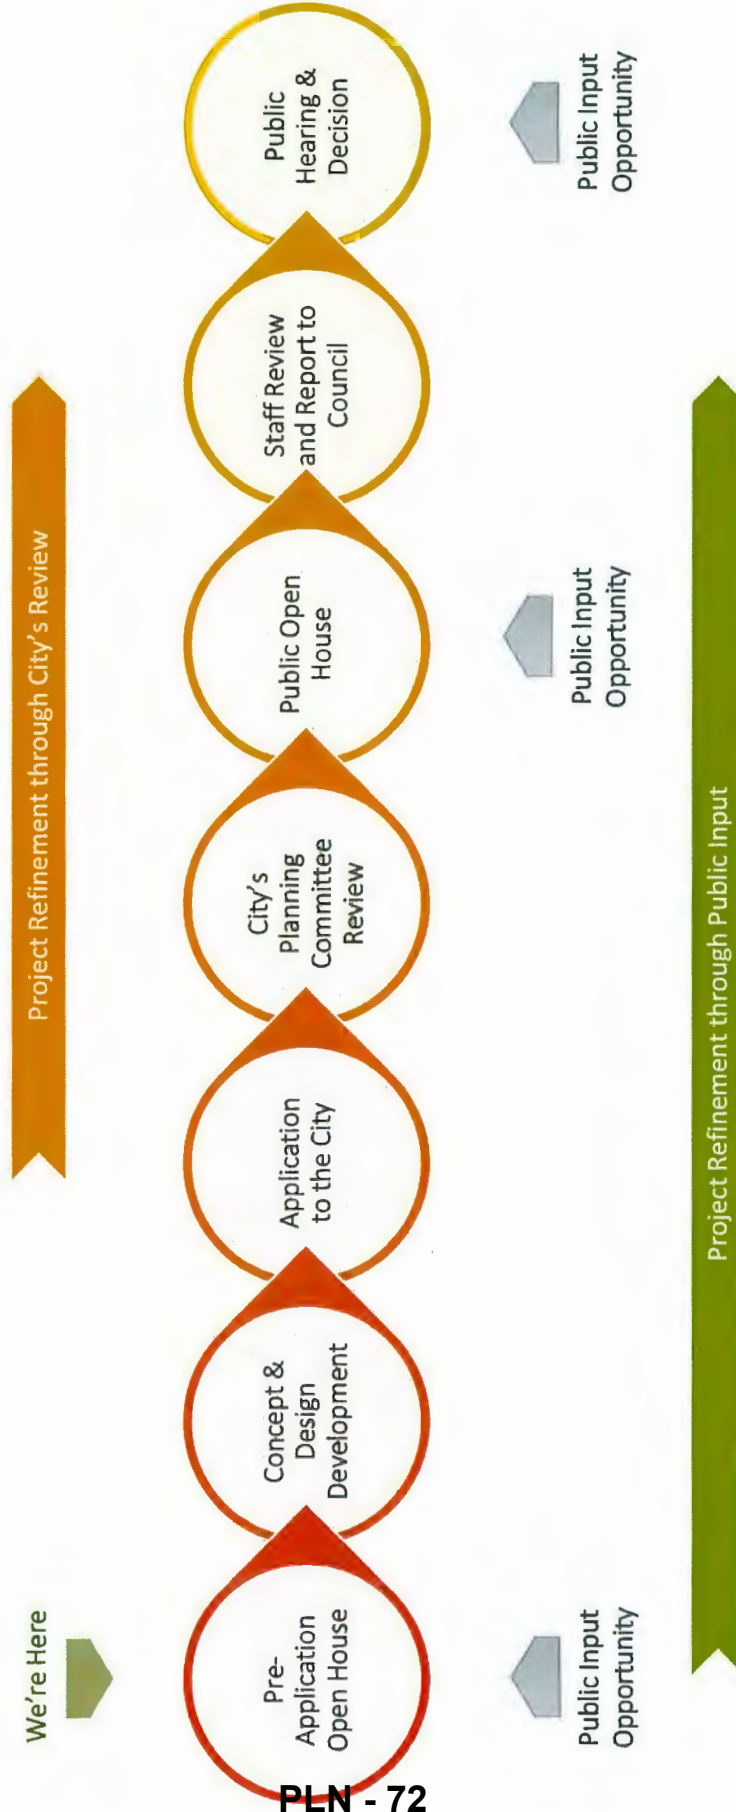 We're Here
Project Refinement through City's Review
Pre-
Application
Open House
Concept &
Design
Development
Application
to the City
City's
Planning
Committee
Review
Public Open
House
Staff Review
and Report to
Council
Public
Hearing &
Decision
Public Input
Opportunity
Public Input
Opportunity
Public Input
Opportunity
Project Refinement through Public Input
PLN - 72